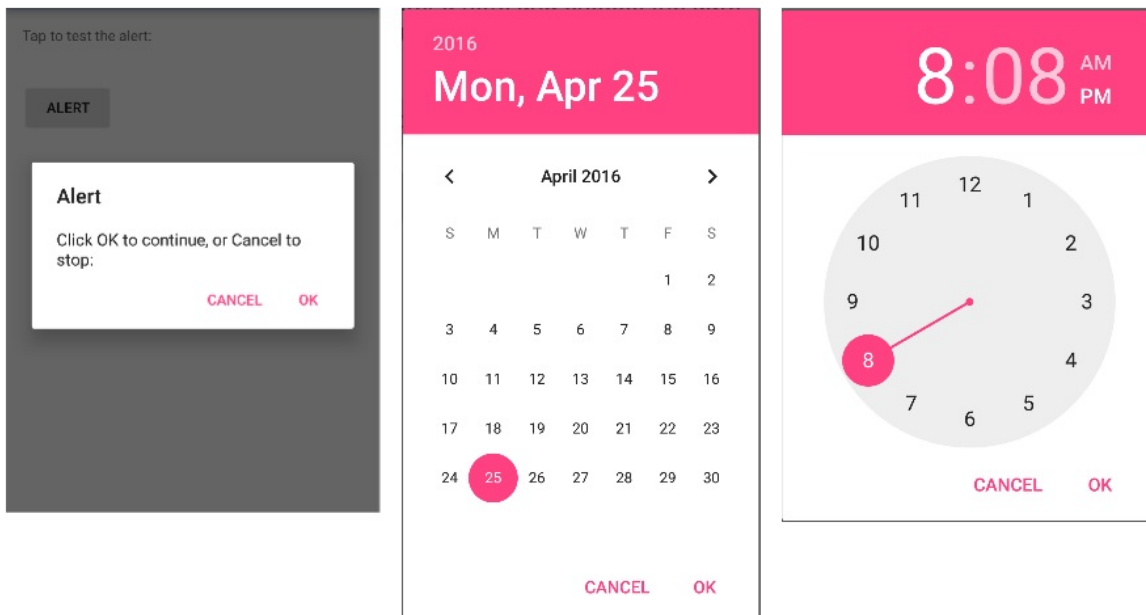 Tap to test the alert:
ALERT
Alert
Click OK to continue, or Cancel to
stop:
CANCEL OK
2016
Mon, Apr 25
April 2016
S M T W T F S
1 2
3 4 5 6 7 8 9
10 11 12 13 14 15 16
17 18 19 20 21 22 23
24 25 26 27 28 29 30
CANCEL OK
8:08 AM
PM
12
11 1
10 2
9 3
8 4
7 5
6
CANCEL OK